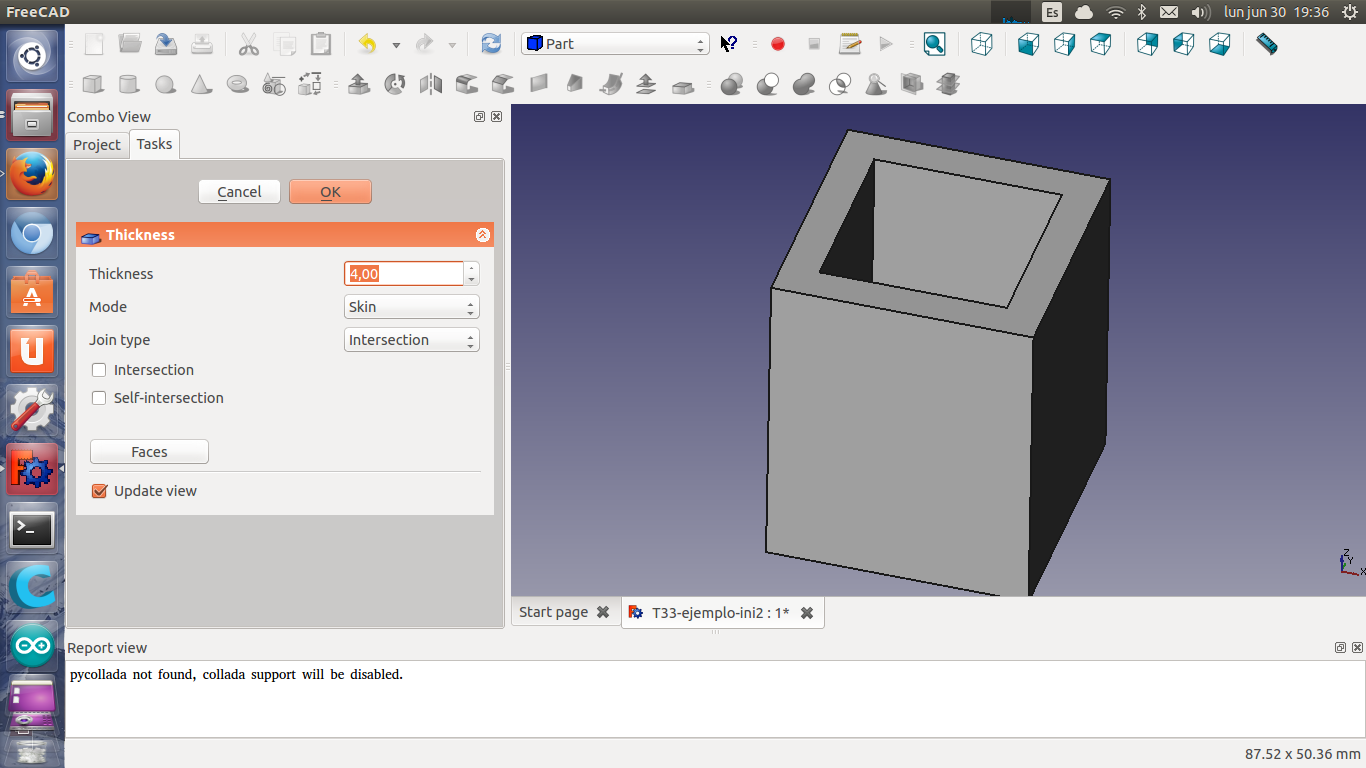 FreeCAD
Es
lun jun 30 19:36
Part
Combo View
Project
Tasks
Cancel
OK
Thickness
Thickness
4,00
Mode
Skin
Join type
Intersection
Intersection
Self-intersection
Faces
Update view
Z
Y
X
Start page
T33-ejemplo-ini2 : 1*
Report view
pycollada not found, collada support will be disabled.
87.52 x 50.36 mm